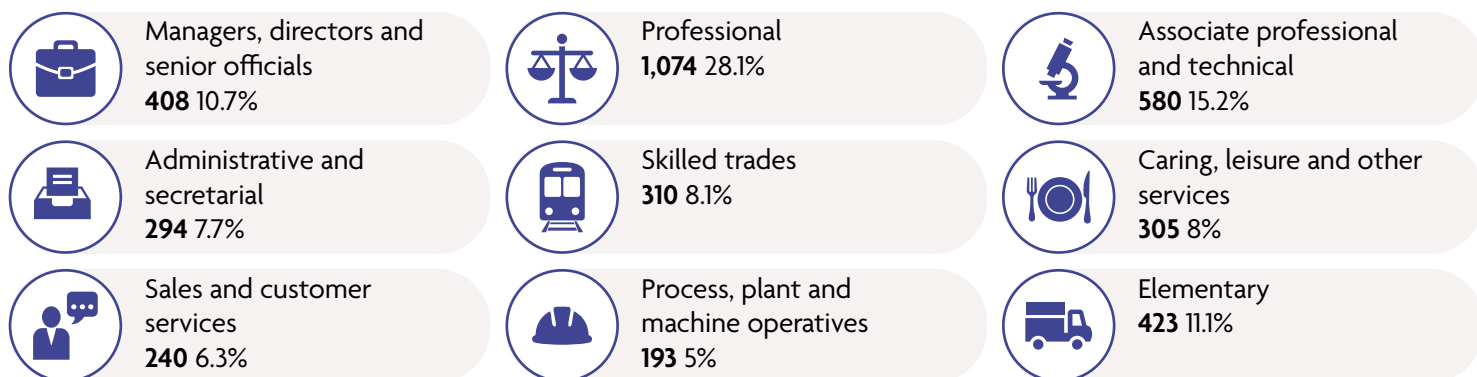 Managers, directors and
senior officials
408 10.7%
Professional
1,074 28.1%
Associate professional
and technical
580 15.2%
Administrative and
secretarial
294 7.7%
Skilled trades
310 8.1%
Caring, leisure and other
services
305 8%
Sales and customer
services
240 6.3%
Process, plant and
machine operatives
193 5%
Elementary
423 11.1%